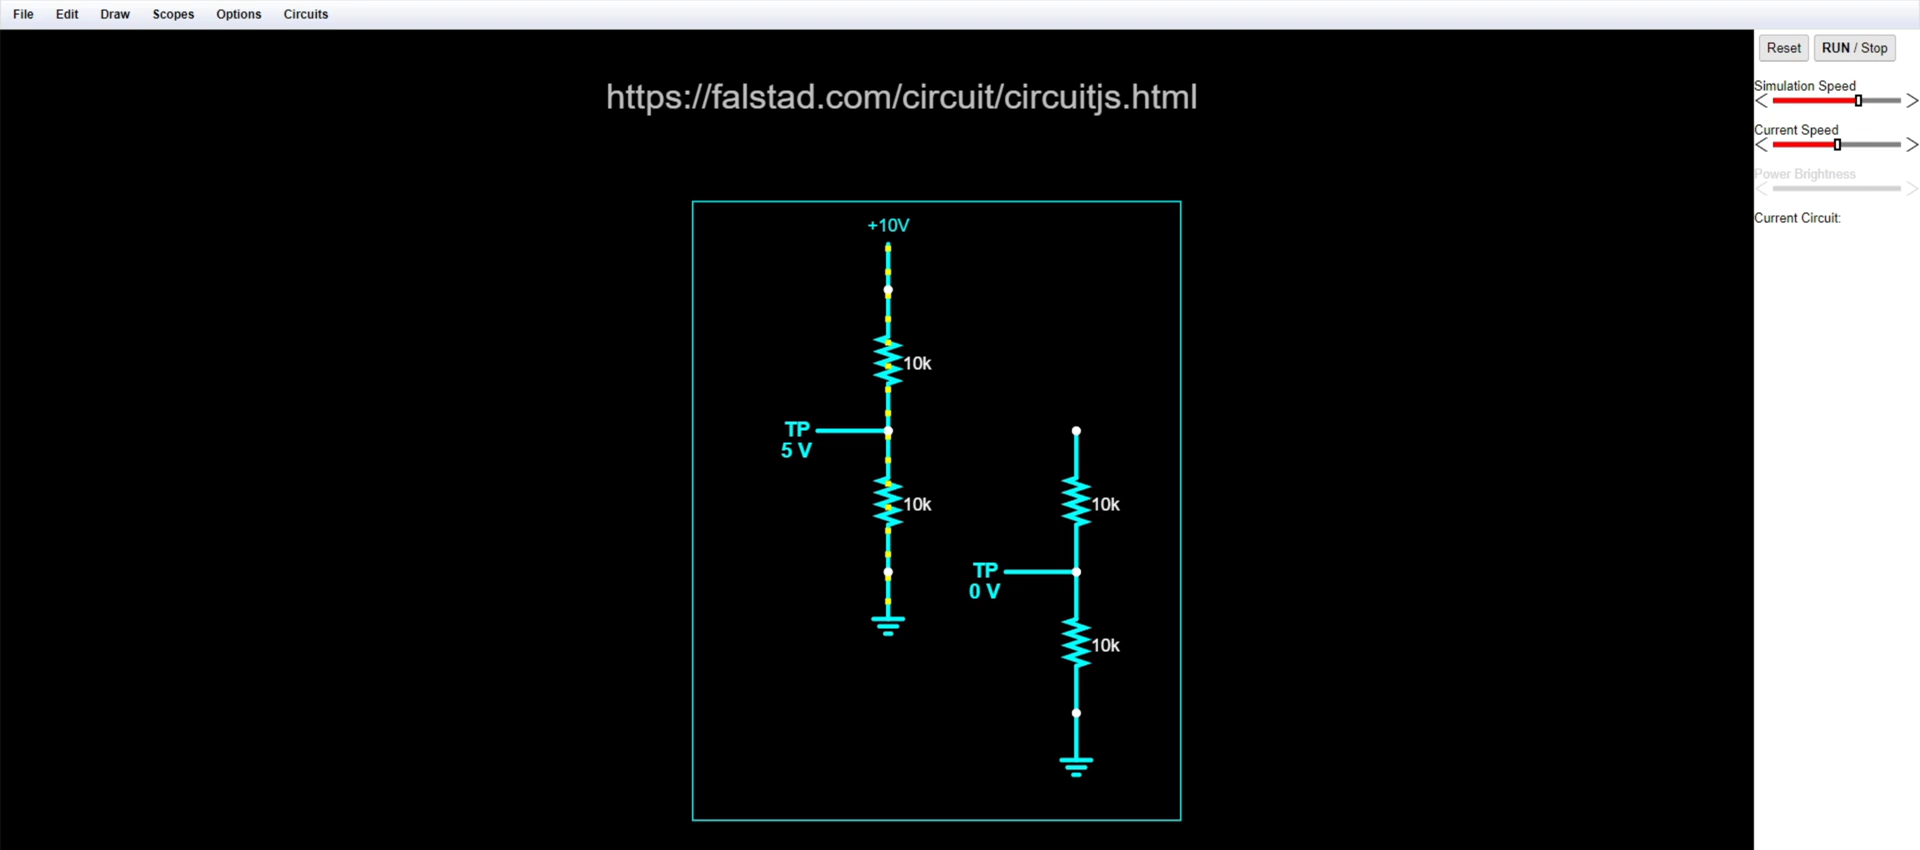 File Edit Draw Scopes Options Circuits
Reset RUN / Stop
Simulation Speed
Current Speed
Power Brightness
Current Circuit:
https://falstad.com/circuit/circuitjs.html
+10V
10k
TP
5 V
10k
10k
TP
0 V
10k